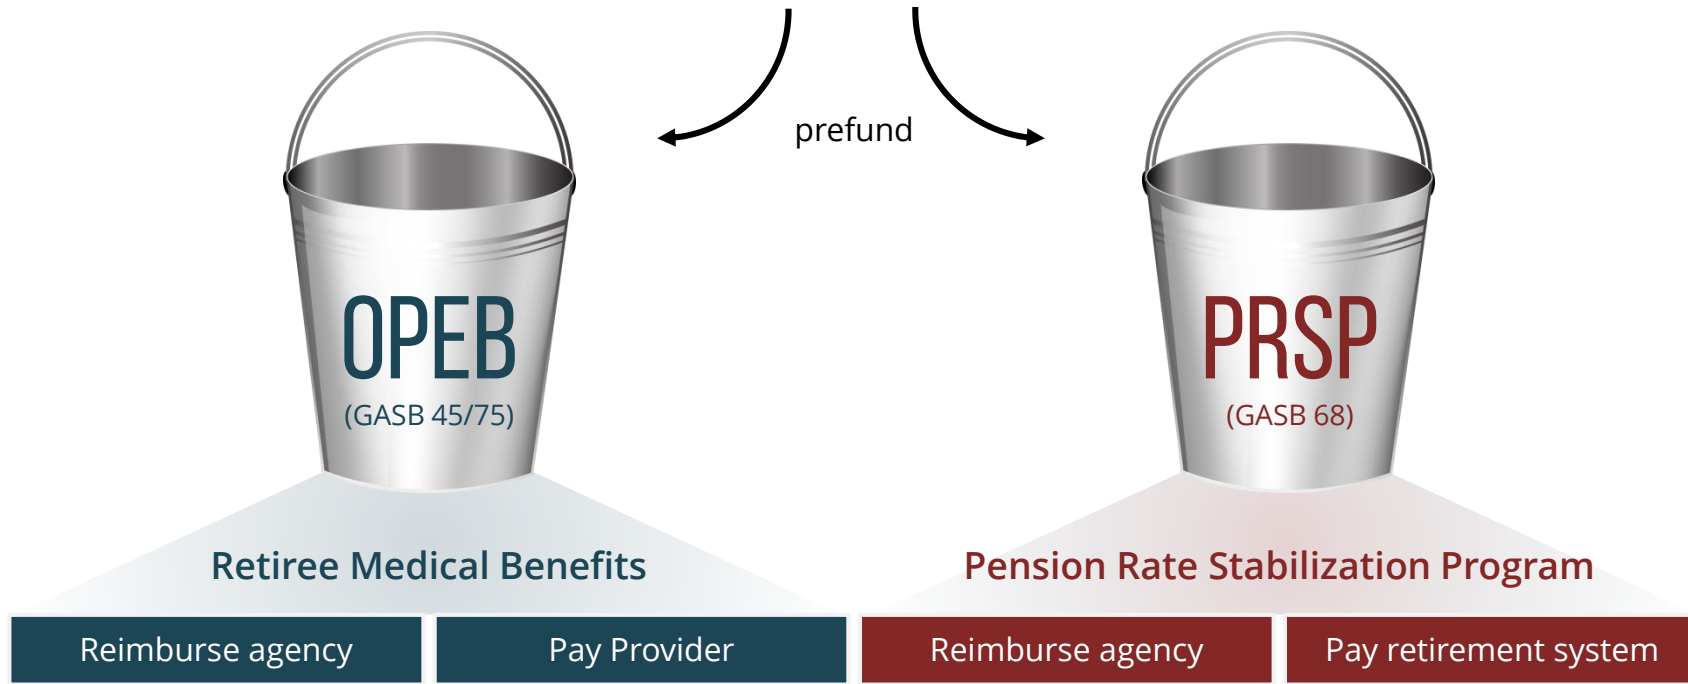 prefund
OPEB
(GASB 45/75)
PRSP
(GASB 68)
Retiree Medical Benefits
Pension Rate Stabilization Program
Reimburse agency
Pay Provider
Reimburse agency
Pay retirement system